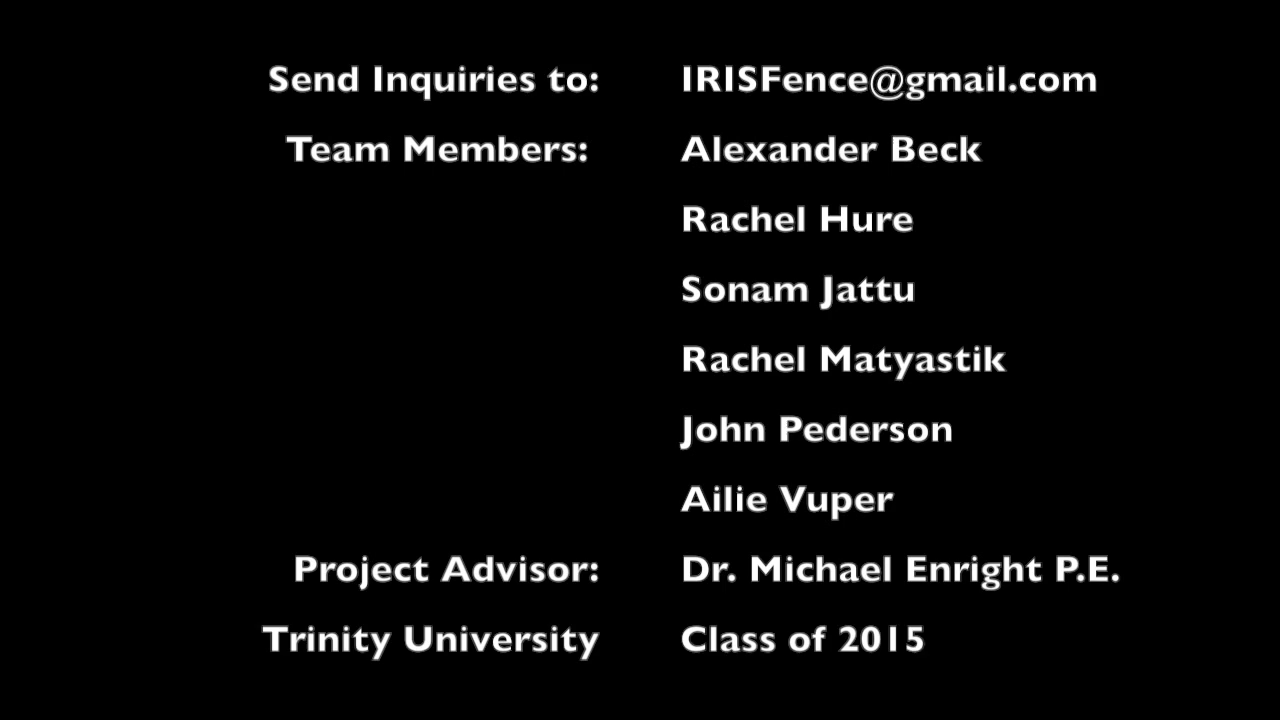 Send Inquiries to: IRISFence@gmail.com
Team Members: Alexander Beck
Rachel Hure
Sonam Jattu
Rachel Matyastik
John Pederson
Ailie Vuper
Project Advisor: Dr. Michael Enright P.E.
Trinity University Class of 2015